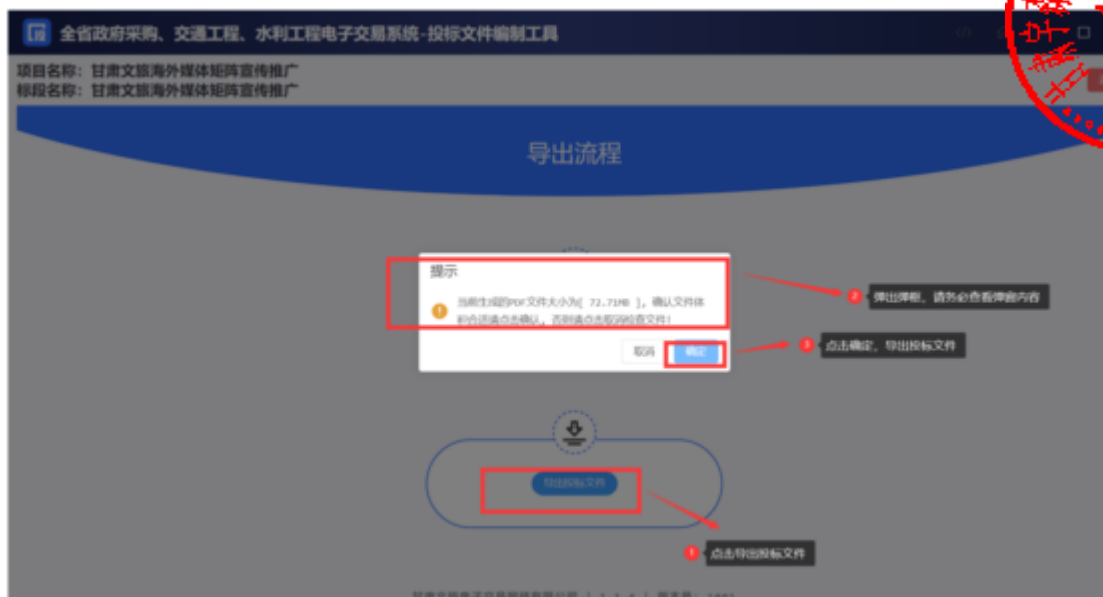 全省政府采购、交通工程、水利工程电子交易系统-投标文件编制工具
项目名称：甘肃文旅海外媒体矩阵宣传推广
标段名称：甘肃文旅海外媒体矩阵宣传推广
导出流程
提示
当前生成的PDF文件大小为[ 72.71MB ]，确认文件体
积合适请点击确认，否则请点击取消检查文件！
取消 确定
2 弹出弹框，请务必查看弹窗内容
3 点击确定，导出投标文件
导出投标文件
1 点击导出投标文件